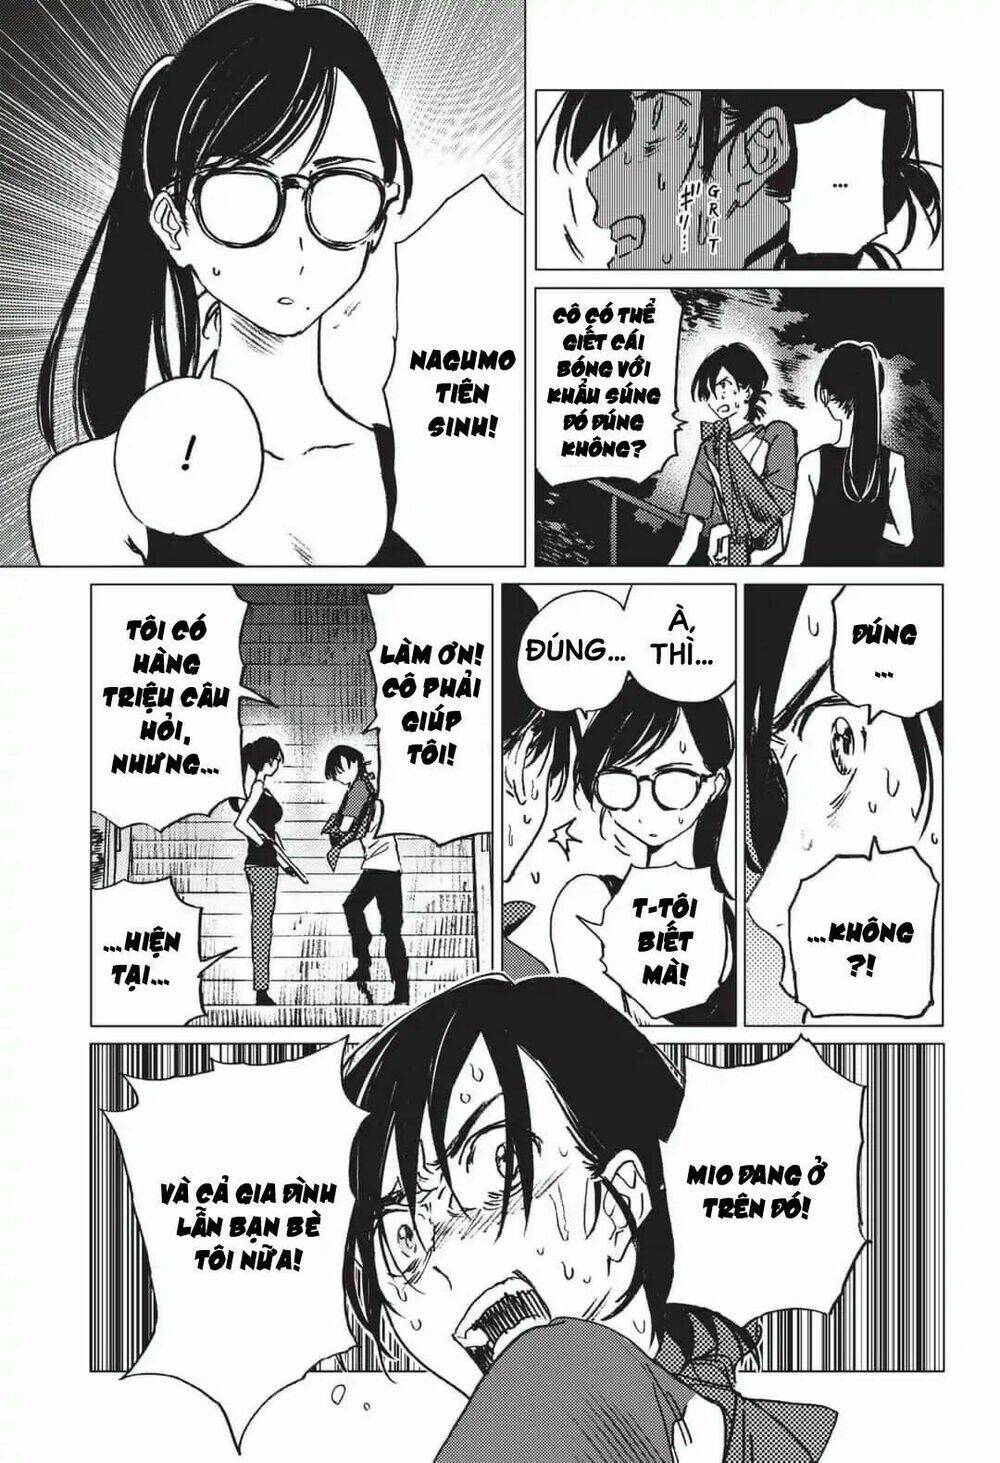 ...
ギリ...
GRIT
CÔ CÓ THỂ
GIẾT CÁI
BÓNG VỚI
KHẨU SÚNG
ĐÓ ĐÚNG
KHÔNG?
NAGUMO
TIÊN
SINH!
!
ĐÚNG
...
...KHÔNG
?!
À,
THÌ...
ĐÚNG...
T-TÔI
BIẾT
MÀ!
LÀM ƠN!
CÔ PHẢI
GIÚP
TÔI!
TÔI CÓ
HÀNG
TRIỆU CÂU
HỎI,
NHƯNG...
...HIỆN
TẠI...
MIO ĐANG Ở
TRÊN ĐÓ!
VÀ CẢ GIA ĐÌNH
LẪN BẠN BÈ
TÔI NỮA!